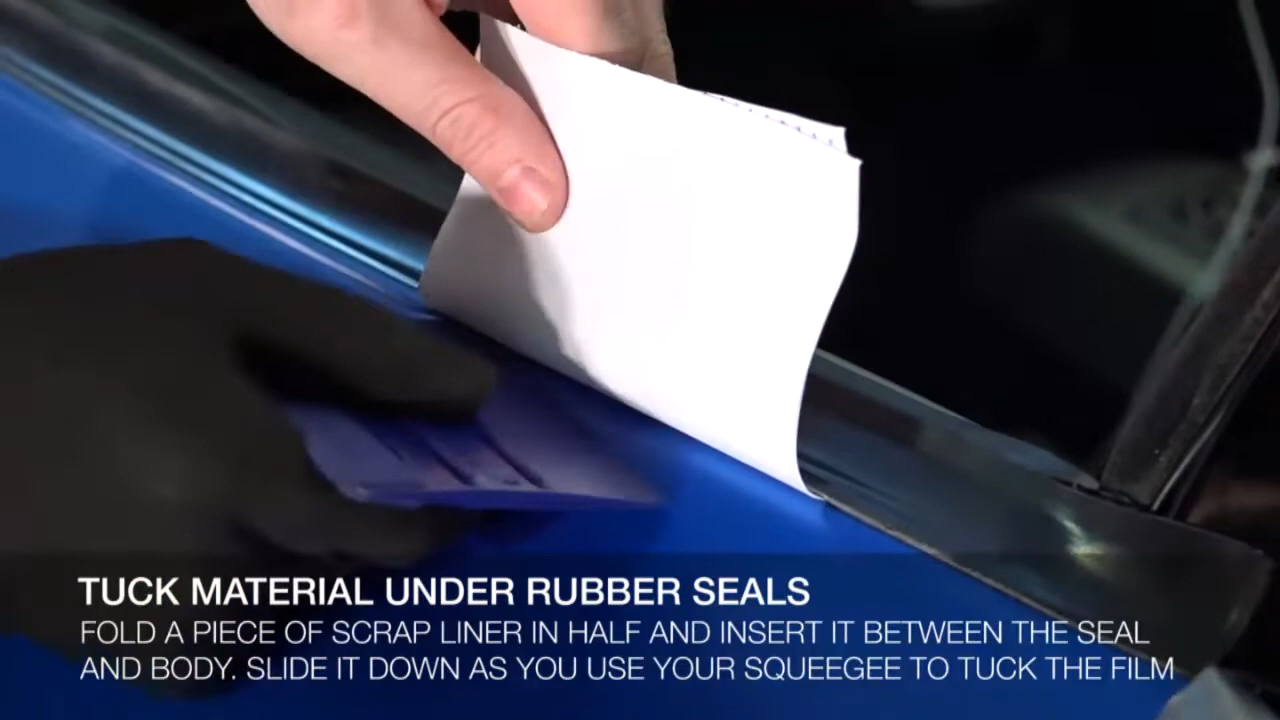 TUCK MATERIAL UNDER RUBBER SEALS
FOLD A PIECE OF SCRAP LINER IN HALF AND INSERT IT BETWEEN THE SEAL
AND BODY. SLIDE IT DOWN AS YOU USE YOUR SQUEEGEE TO TUCK THE FILM